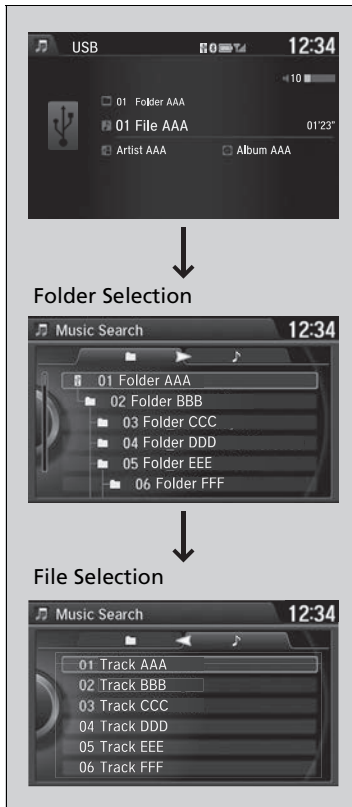 USB 12:34
10
01 Folder AAA
01 File AAA 01'23"
Artist AAA Album AAA
Folder Selection
Music Search 12:34
01 Folder AAA
02 Folder BBB
03 Folder CCC
04 Folder DDD
05 Folder EEE
06 Folder FFF
File Selection
Music Search 12:34
01 Track AAA
02 Track BBB
03 Track CCC
04 Track DDD
05 Track EEE
06 Track FFF